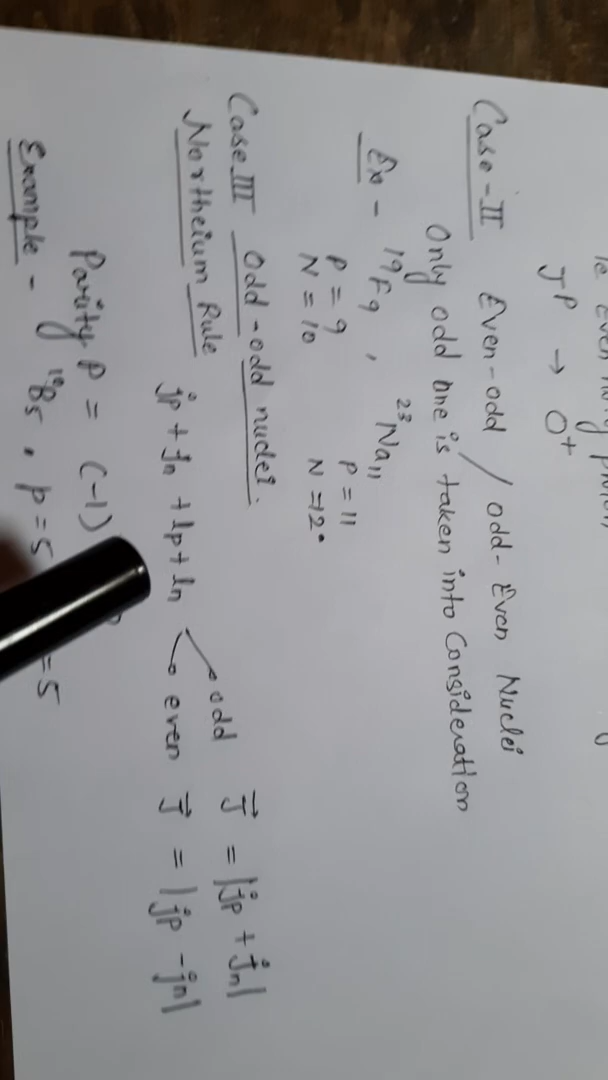 Jᴾ → 0⁺
Case-II Even-odd / odd-Even Nuclei
Only odd one is taken into Consideration
Ex - ¹⁹F₉ , ²³Na₁₁
P = 9 P = 11
N = 10 N = 12
Case III Odd-odd nuclei.
Northeium Rule jp + jn + lp + ln odd J⃗ = |jp + jn|
even J⃗ = |jp - jn|
Parity P = (-1)
Example - ¹⁰B₅ , P = 5 = 5